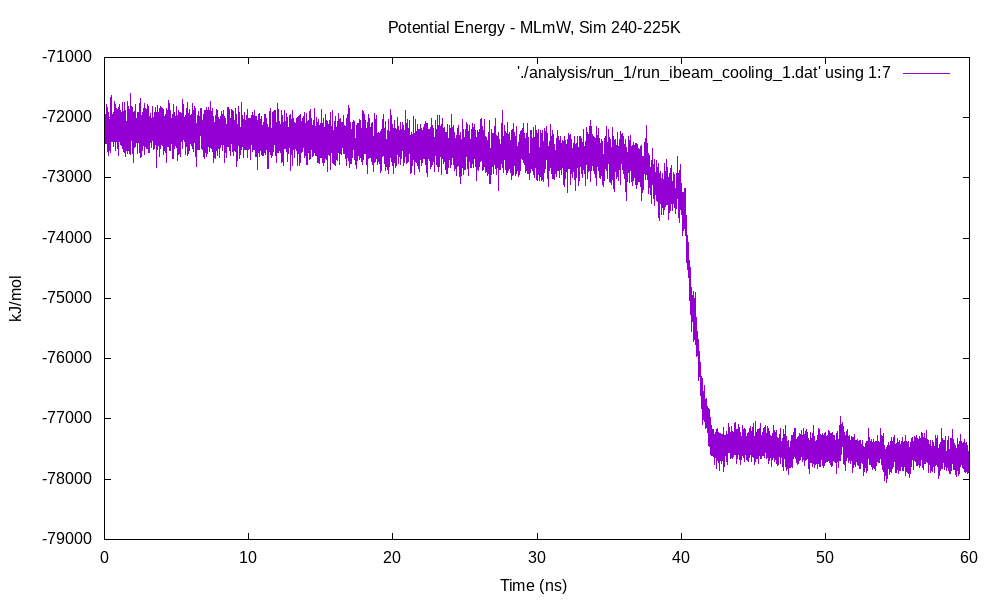 Potential Energy - MLmW, Sim 240-225K
'./analysis/run_1/run_ibeam_cooling_1.dat' using 1:7
-71000
-72000
-73000
-74000
-75000
-76000
-77000
-78000
-79000
kJ/mol
0 10 20 30 40 50 60
Time (ns)